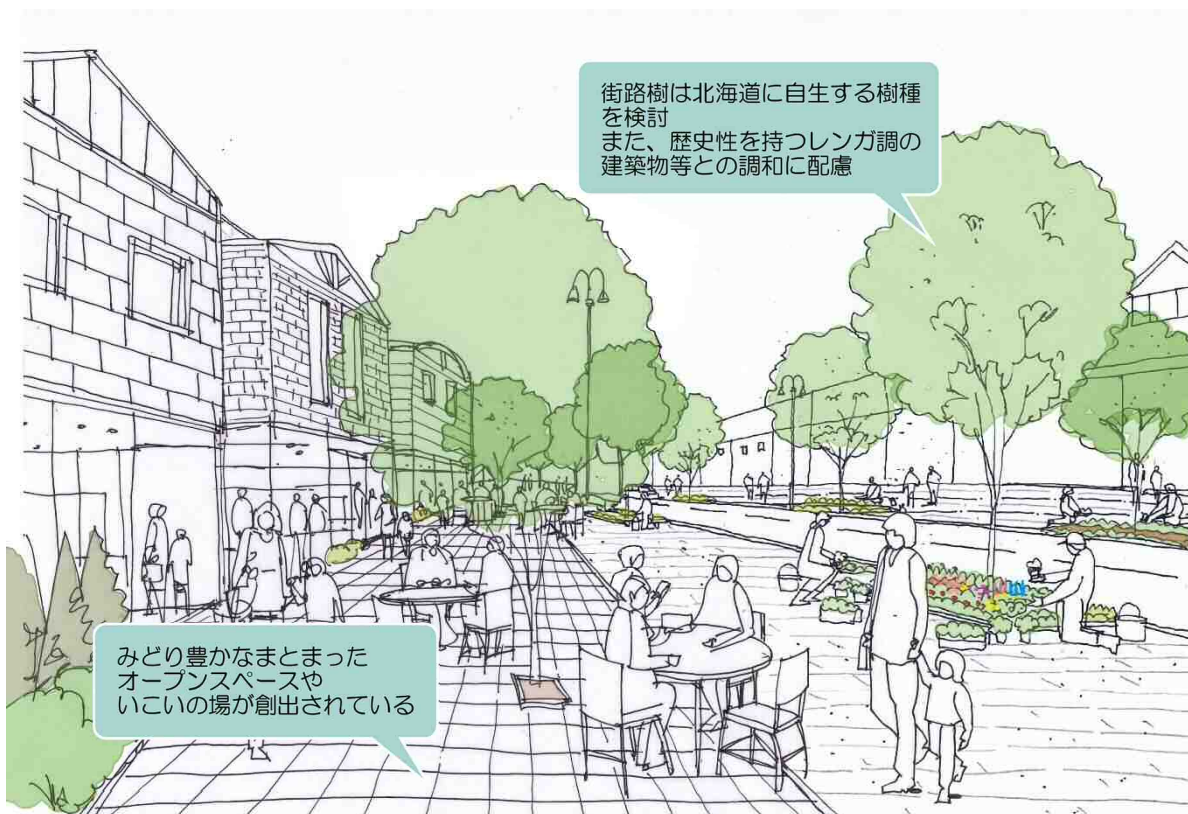 街路樹は北海道に自生する樹種
を検討
また、歴史性を持つレンガ調の
建築物等との調和に配慮
みどり豊かなまとまった
オープンスペースや
いこいの場が創出されている